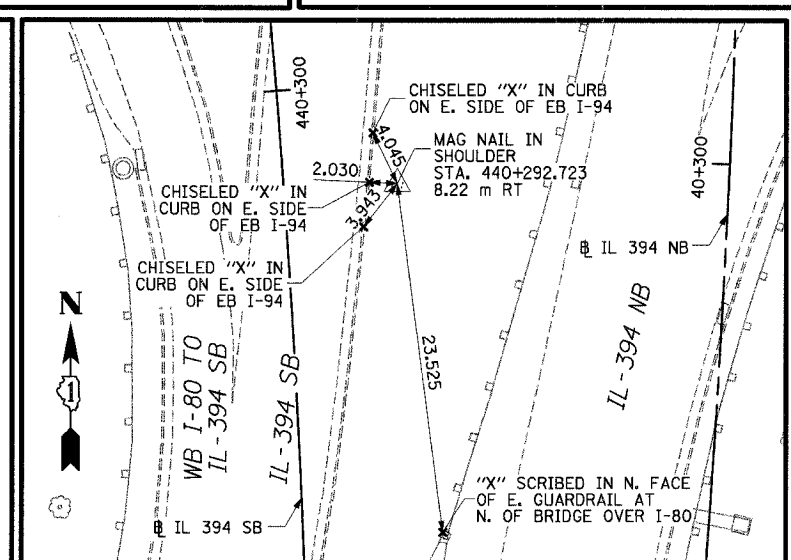 440+300
CHISELED "X" IN CURB
ON E. SIDE OF EB I-94
4.045
MAG NAIL IN
SHOULDER
STA. 440+292.723
8.22 m RT
2.030
CHISELED "X" IN
CURB ON E. SIDE
OF EB I-94
3.943
CHISELED "X" IN
CURB ON E. SIDE
OF EB I-94
40+300
℄ IL 394 NB
N
1
WB I-80 TO
IL-394 SB
IL-394 SB
23.525
IL-394 NB
"X" SCRIBED IN N. FACE
OF E. GUARDRAIL AT
N. OF BRIDGE OVER I-80
IL 394 SB